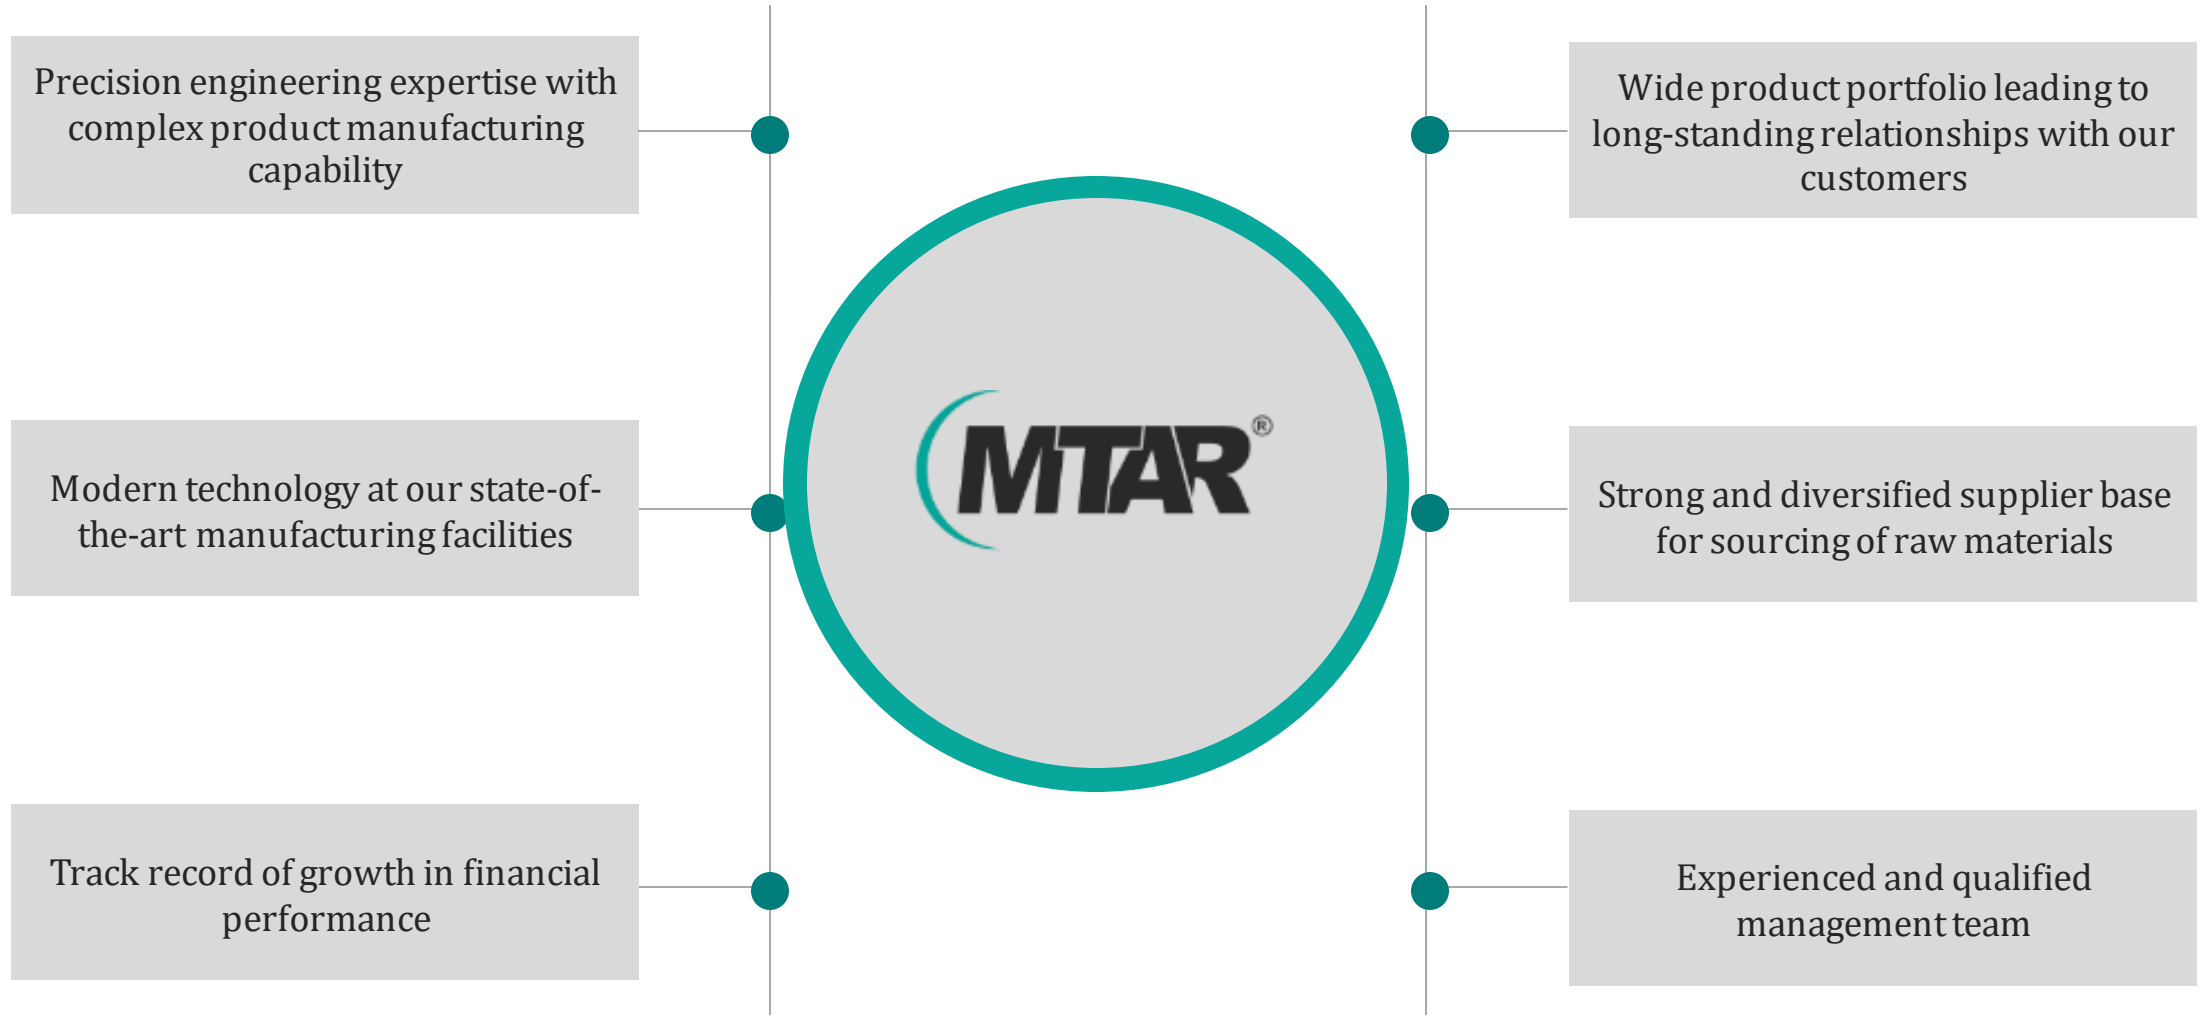 Precision engineering expertise with
complex product manufacturing
capability
Modern technology at our state-of-
the-art manufacturing facilities
Track record of growth in financial
performance
MTAR®
Wide product portfolio leading to
long-standing relationships with our
customers
Strong and diversified supplier base
for sourcing of raw materials
Experienced and qualified
management team